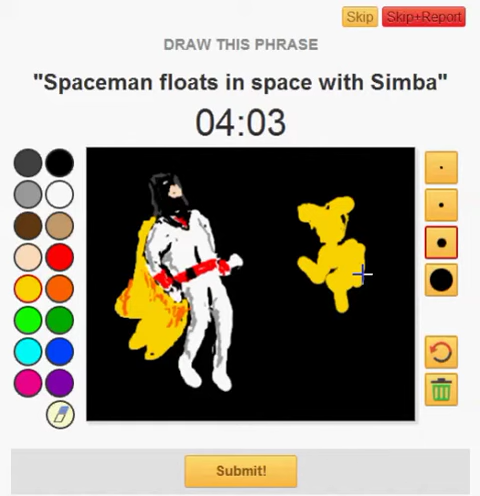 Skip Skip+Report
DRAW THIS PHRASE
"Spaceman floats in space with Simba"
04:03
Submit!